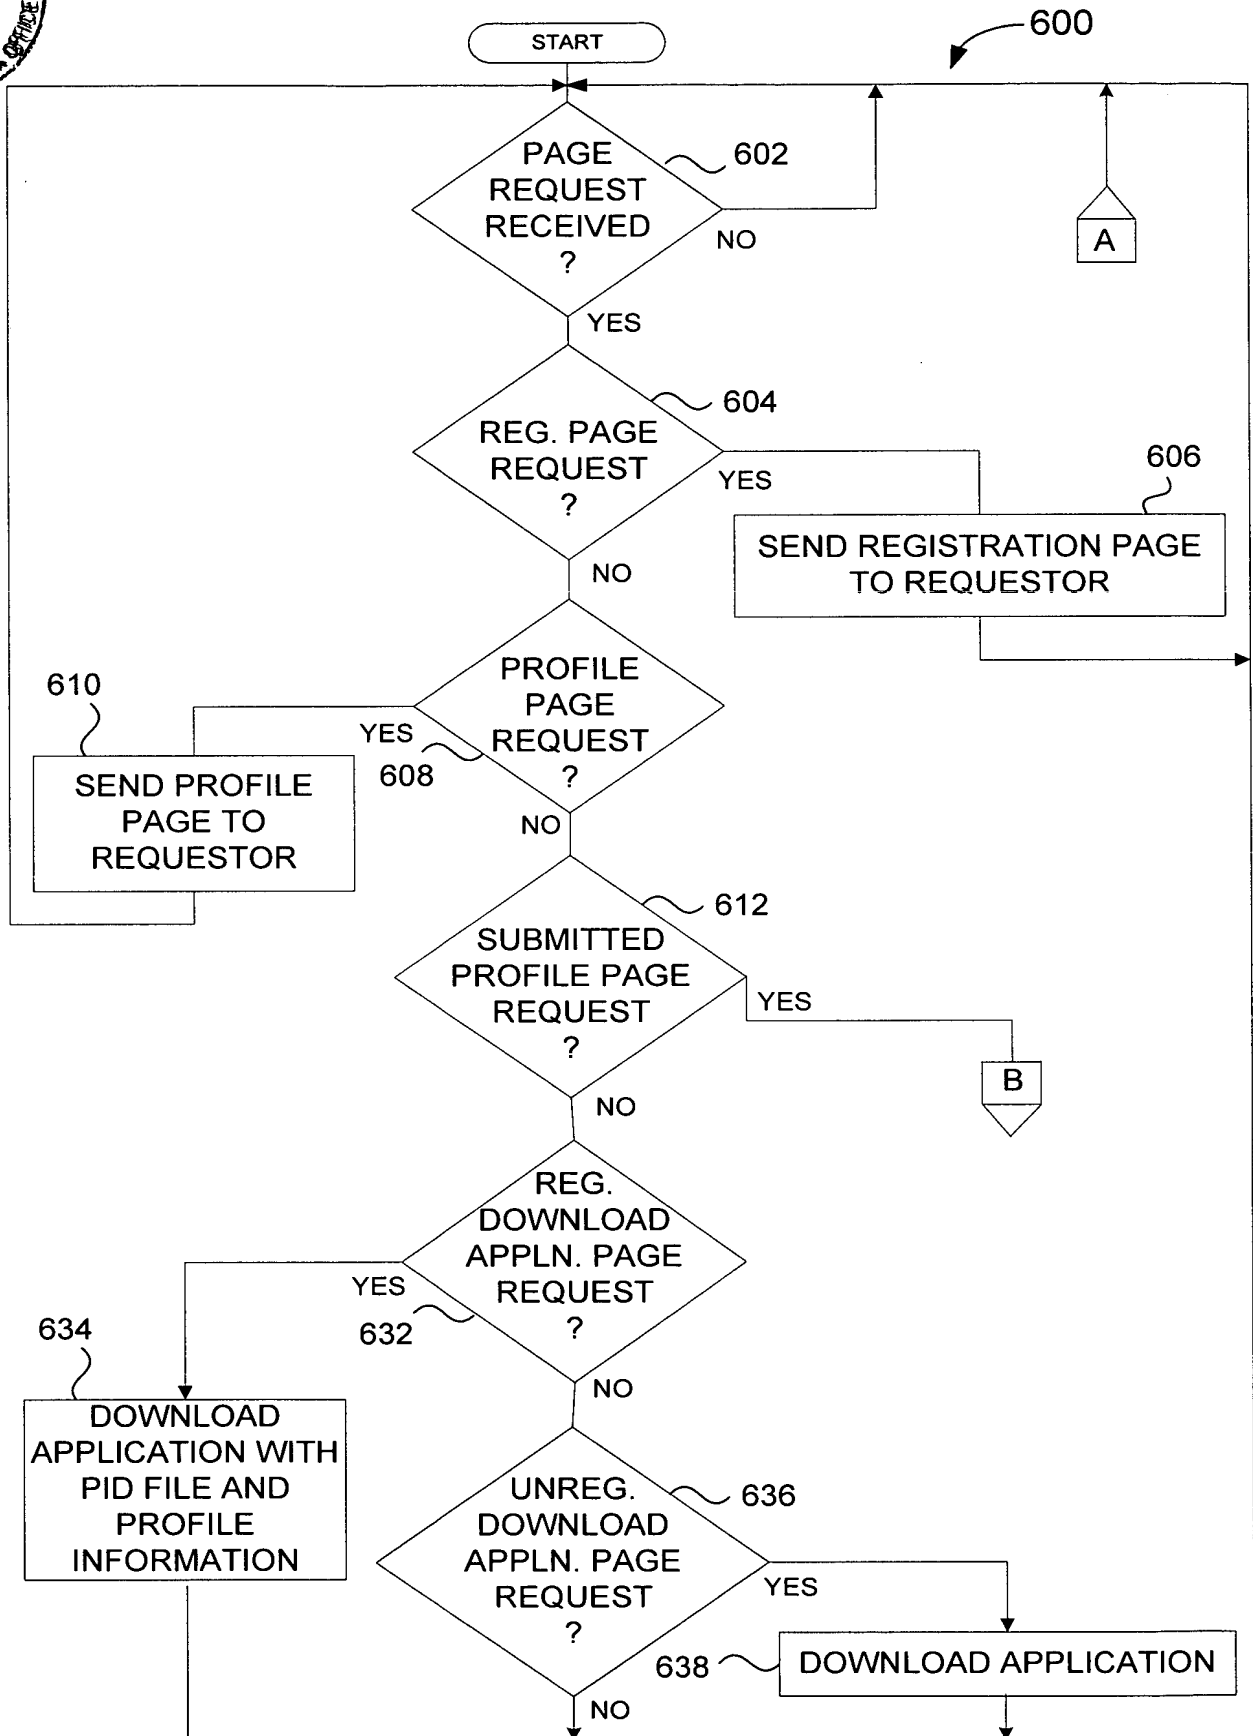 OFFICE
START
600
PAGE
REQUEST
RECEIVED
?
602
NO
A
YES
REG. PAGE
REQUEST
?
604
YES
606
SEND REGISTRATION PAGE
TO REQUESTOR
NO
PROFILE
PAGE
REQUEST
?
610
YES
608
SEND PROFILE
PAGE TO
REQUESTOR
NO
612
SUBMITTED
PROFILE PAGE
REQUEST
?
YES
B
NO
REG.
DOWNLOAD
APPLN. PAGE
REQUEST
?
YES
632
634
NO
DOWNLOAD
APPLICATION WITH
PID FILE AND
PROFILE
INFORMATION
UNREG.
DOWNLOAD
APPLN. PAGE
REQUEST
?
636
YES
638
DOWNLOAD APPLICATION
NO